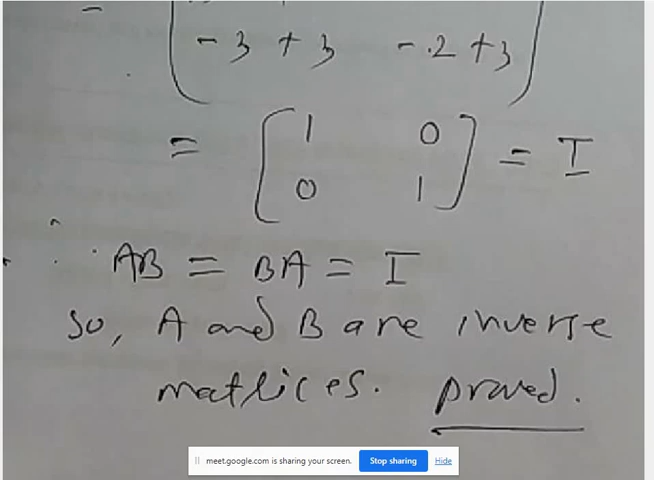 =
-3 + 3 -2 + 3
= [ 1 0
0 1 ] = I
∴ AB = BA = I
So, A and B are inverse
matrices. proved.
meet.google.com is sharing your screen. Stop sharing Hide